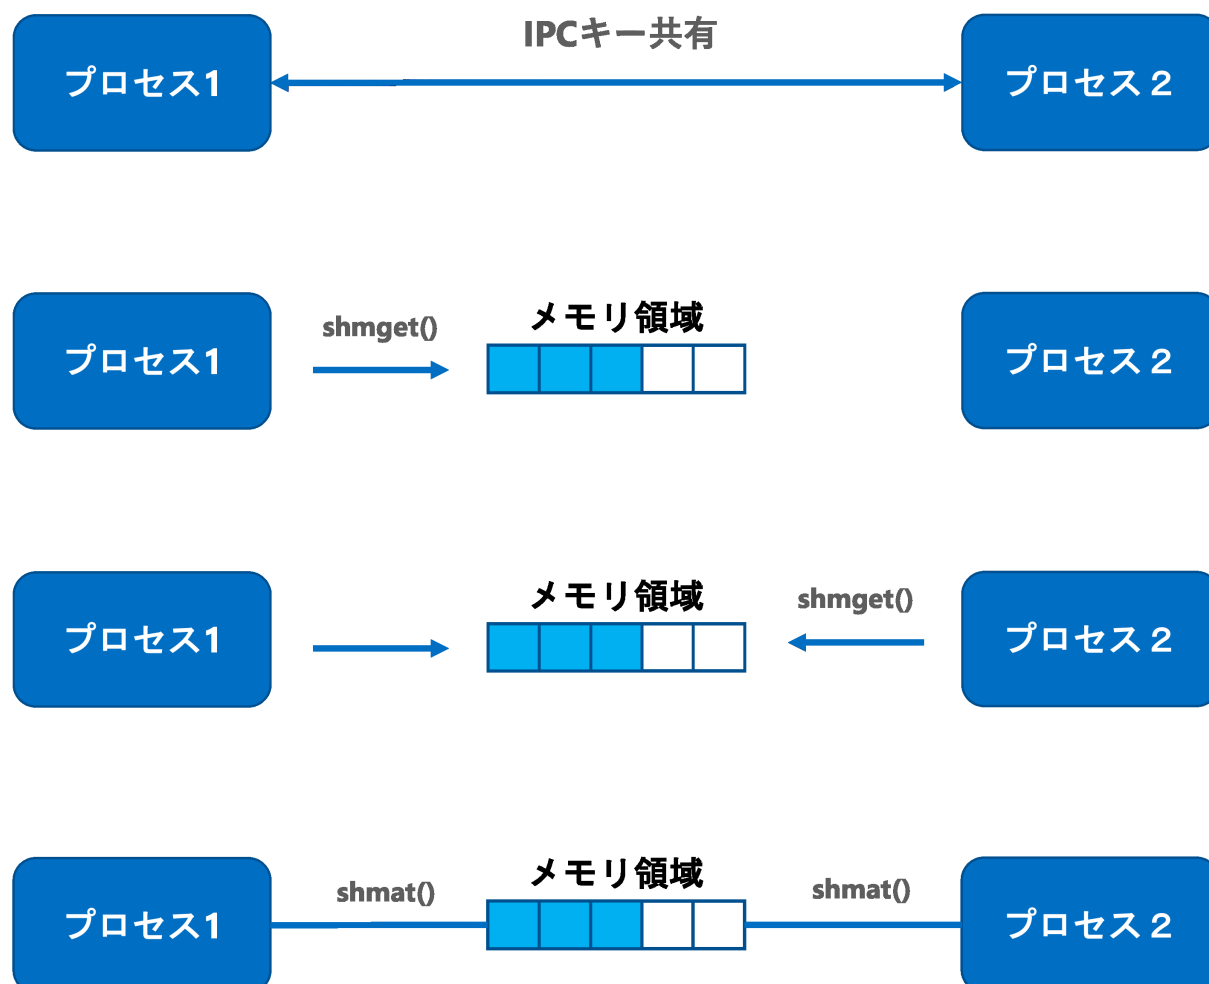 IPCキー共有
プロセス1
プロセス２
メモリ領域
shmget()
プロセス1
プロセス２
メモリ領域
shmget()
プロセス1
プロセス２
メモリ領域
shmat()
shmat()
プロセス1
プロセス２